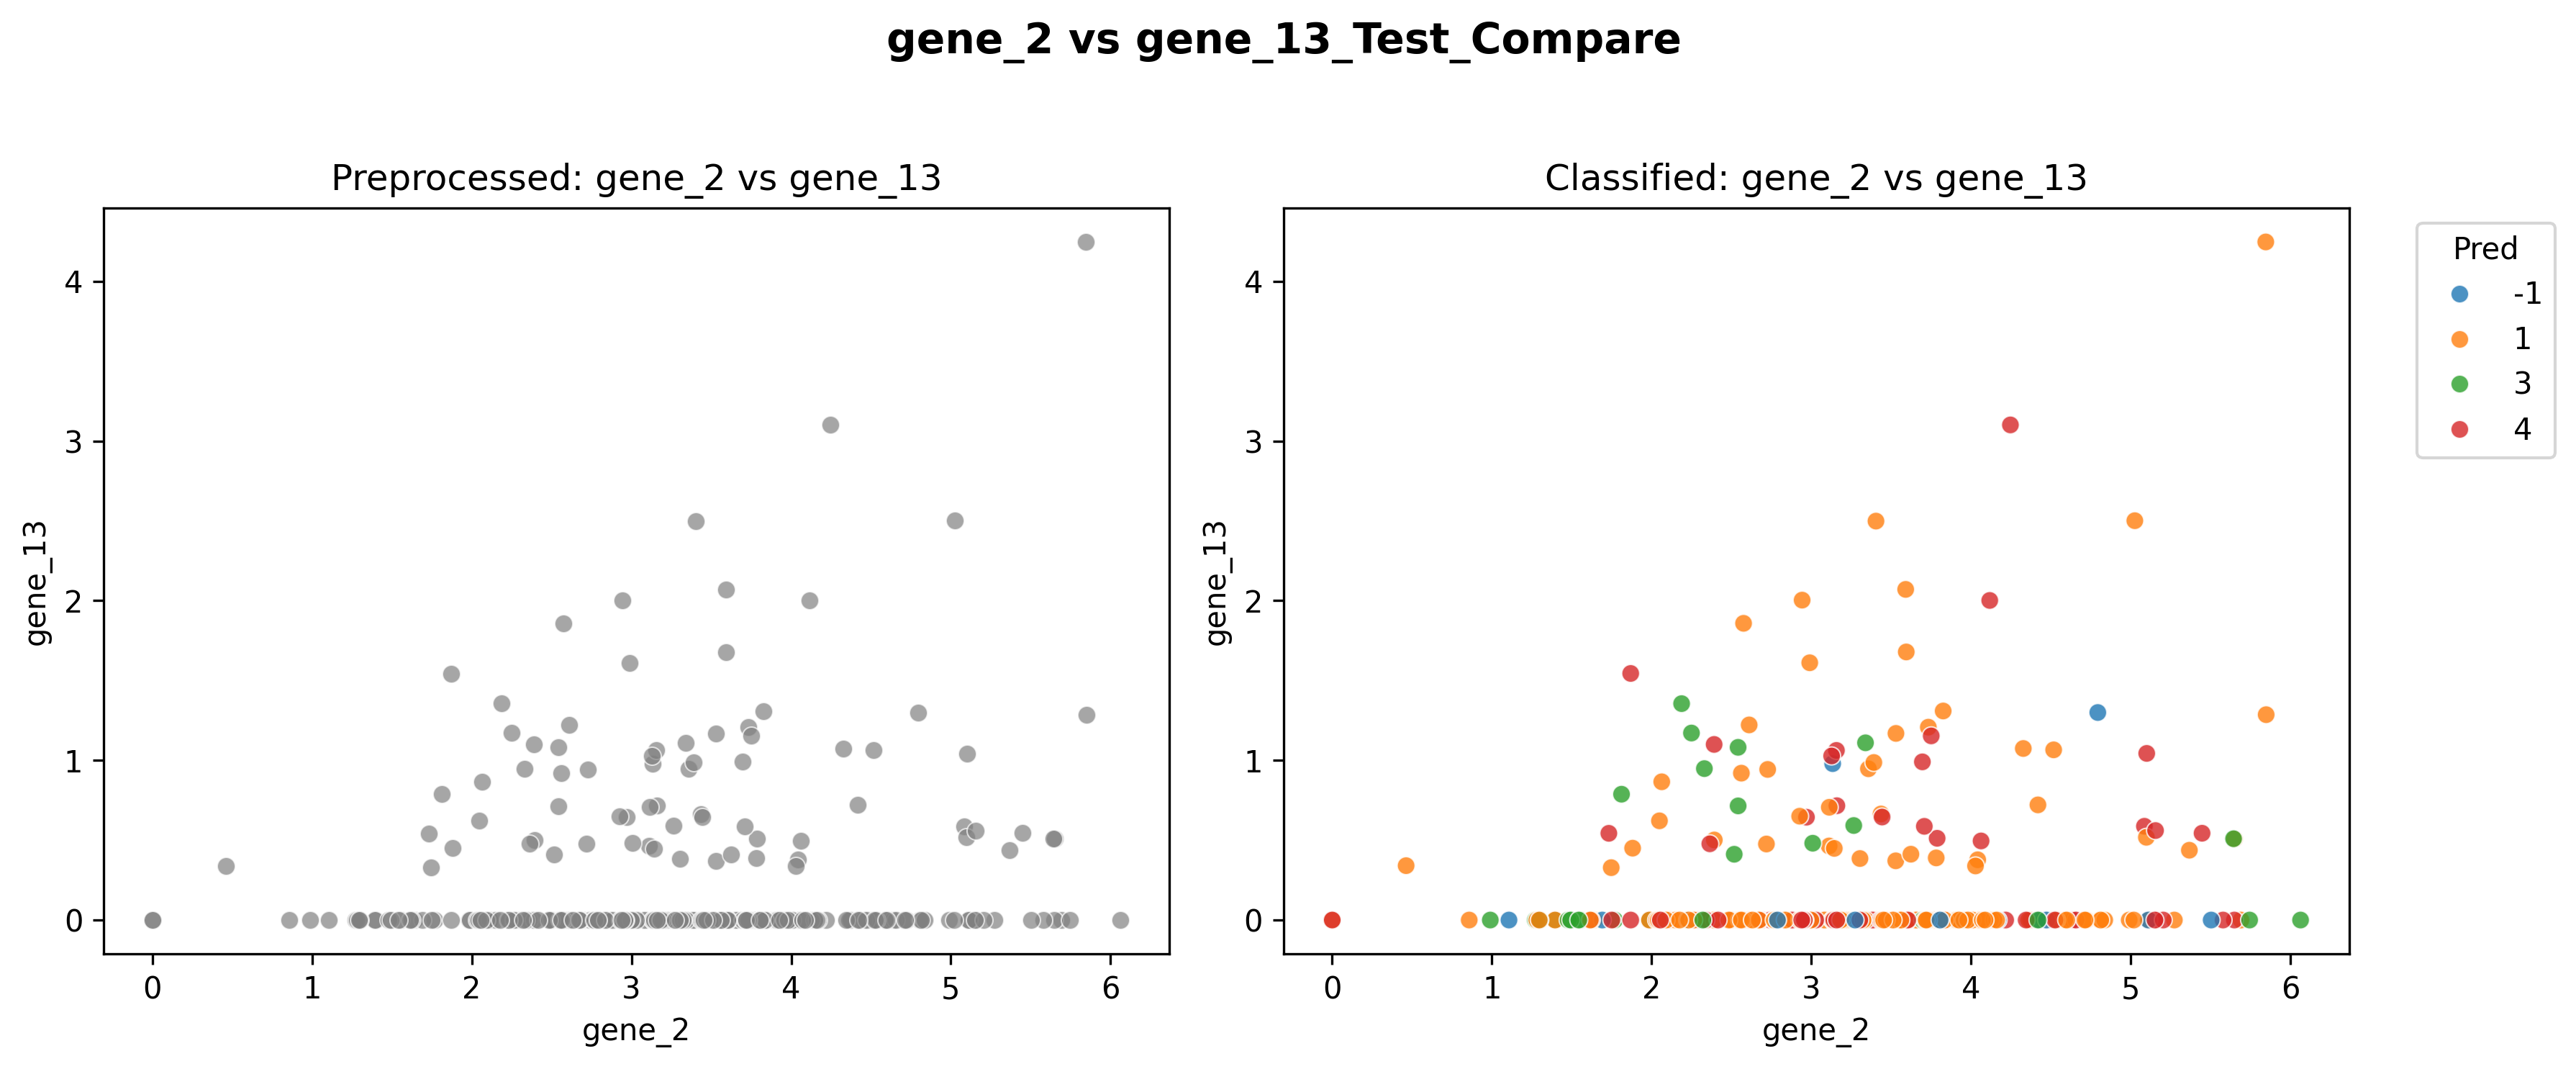 gene_2 vs gene_13_Test_Compare
Preprocessed: gene_2 vs gene_13
gene_13
4
3
2
1
0
0 1 2 3 4 5 6
gene_2
Classified: gene_2 vs gene_13
gene_13
4
3
2
1
0
0 1 2 3 4 5 6
gene_2
Pred
-1
1
3
4